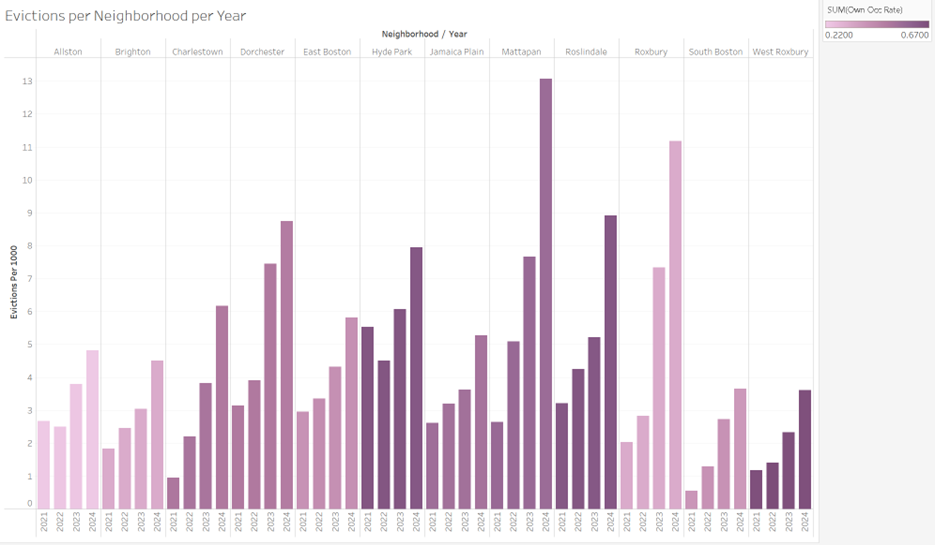 Evictions per Neighborhood per Year
SUM(Own Occ Rate)
0.2200 0.6700
Neighborhood / Year
Allston Brighton Charlestown Dorchester East Boston Hyde Park Jamaica Plain Mattapan Roslindale Roxbury South Boston West Roxbury
Evictions Per 1000
13
12
11
10
9
8
7
6
5
4
3
2
1
0
2021 2022 2023 2024 2021 2022 2023 2024 2021 2022 2023 2024 2021 2022 2023 2024 2021 2022 2023 2024 2021 2022 2023 2024 2021 2022 2023 2024 2021 2022 2023 2024 2021 2022 2023 2024 2021 2022 2023 2024 2021 2022 2023 2024 2021 2022 2023 2024